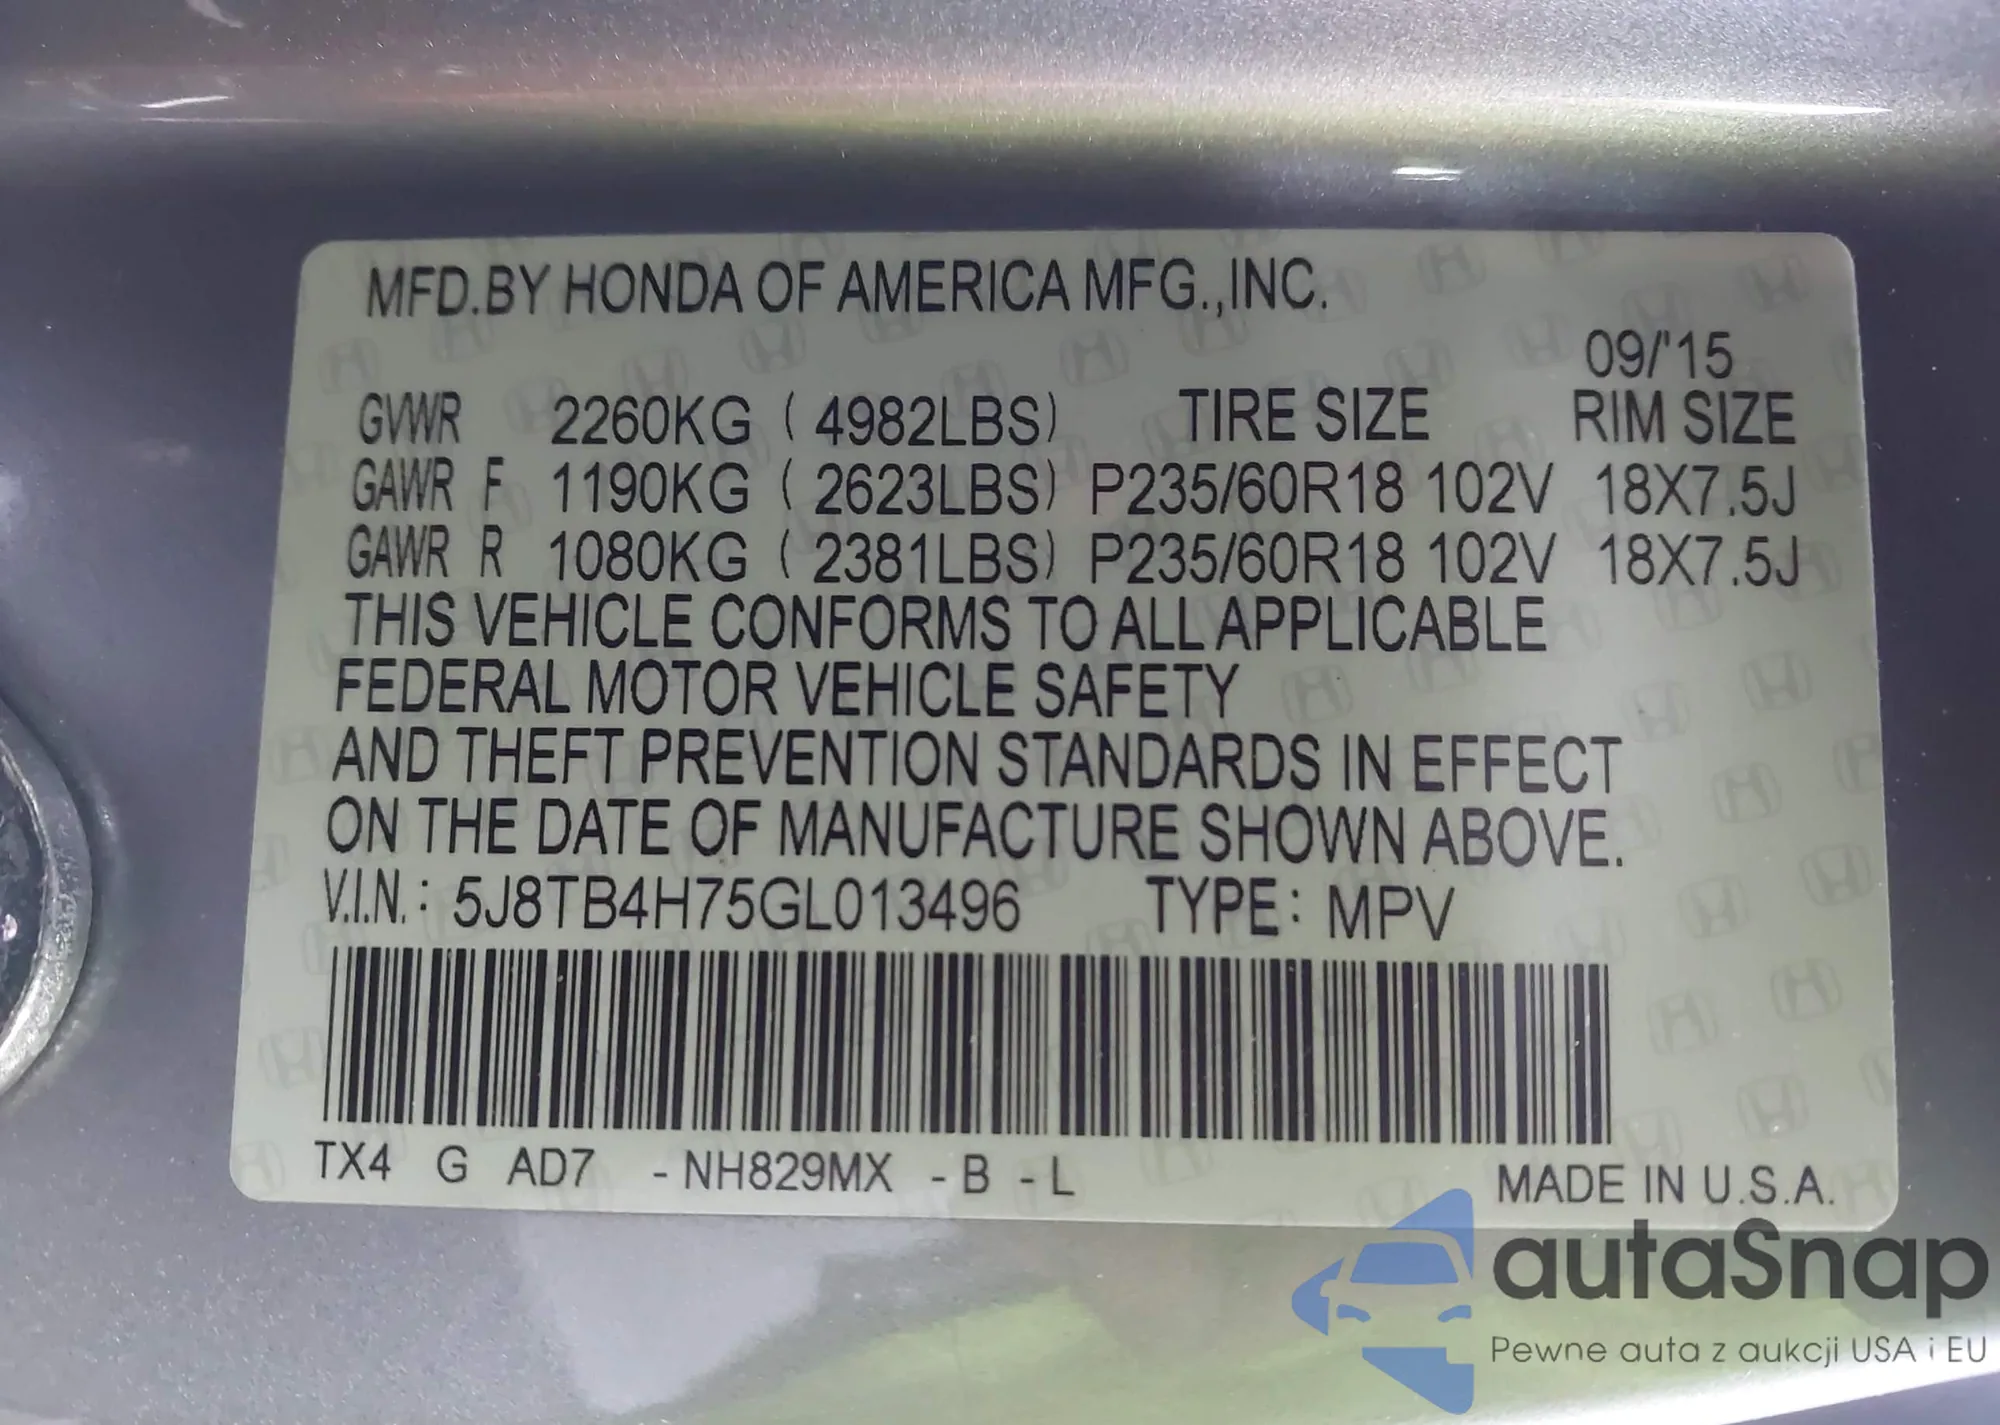 MFD.BY HONDA OF AMERICA MFG.,INC.
09/'15
GVWR 2260KG ( 4982LBS) TIRE SIZE RIM SIZE
GAWR F 1190KG ( 2623LBS) P235/60R18 102V 18X7.5J
GAWR R 1080KG ( 2381LBS) P235/60R18 102V 18X7.5J
THIS VEHICLE CONFORMS TO ALL APPLICABLE
FEDERAL MOTOR VEHICLE SAFETY
AND THEFT PREVENTION STANDARDS IN EFFECT
ON THE DATE OF MANUFACTURE SHOWN ABOVE.
V.I.N.: 5J8TB4H75GL013496 TYPE: MPV
TX4 G AD7 -NH829MX -B -L MADE IN U.S.A.
autaSnap
Pewne auta z aukcji USA i EU